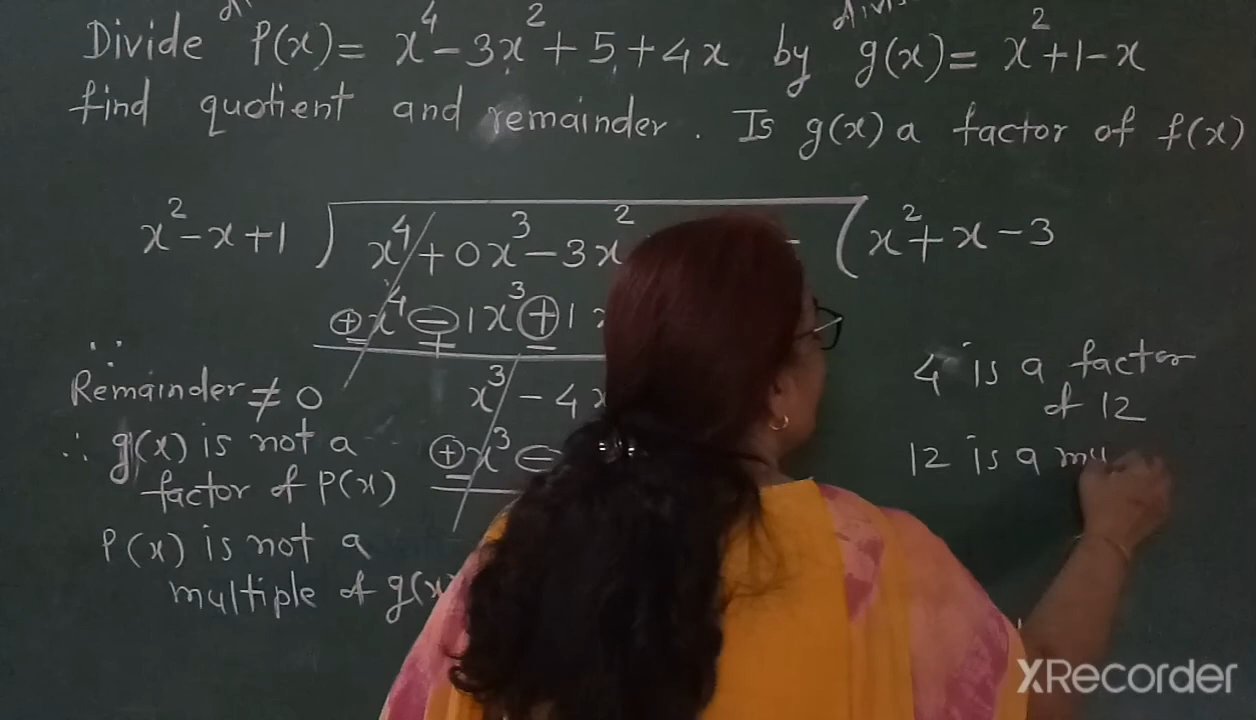 Divide P(x) = x⁴ - 3x² + 5 + 4x by g(x) = x² + 1 - x
find quotient and remainder. Is g(x) a factor of f(x)
x² - x + 1 ) x⁴ + 0x³ - 3x² ( x² + x - 3
⊕x⁴ ⊖ 1x³ ⊕ 1
x³ - 4x
⊕x³ ⊖
∵
Remainder ≠ 0
∴ g(x) is not a
factor of P(x)
P(x) is not a
multiple of g(x)
4 is a factor
of 12
12 is a mu
XRecorder